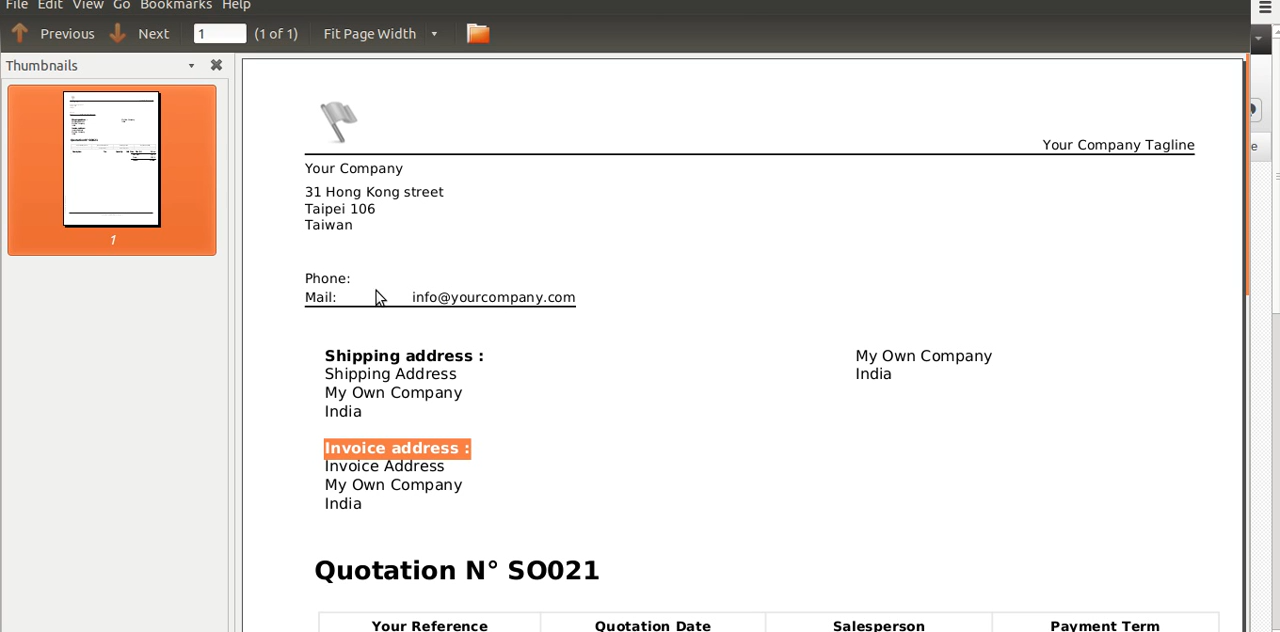 File Edit View Go Bookmarks Help
Previous Next 1 (1 of 1) Fit Page Width
Thumbnails
1
Your Company Tagline
Your Company
31 Hong Kong street
Taipei 106
Taiwan
Phone:
Mail: info@yourcompany.com
Shipping address :
Shipping Address
My Own Company
India
My Own Company
India
Invoice address :
Invoice Address
My Own Company
India
Quotation N° SO021
Your Reference Quotation Date Salesperson Payment Term
e